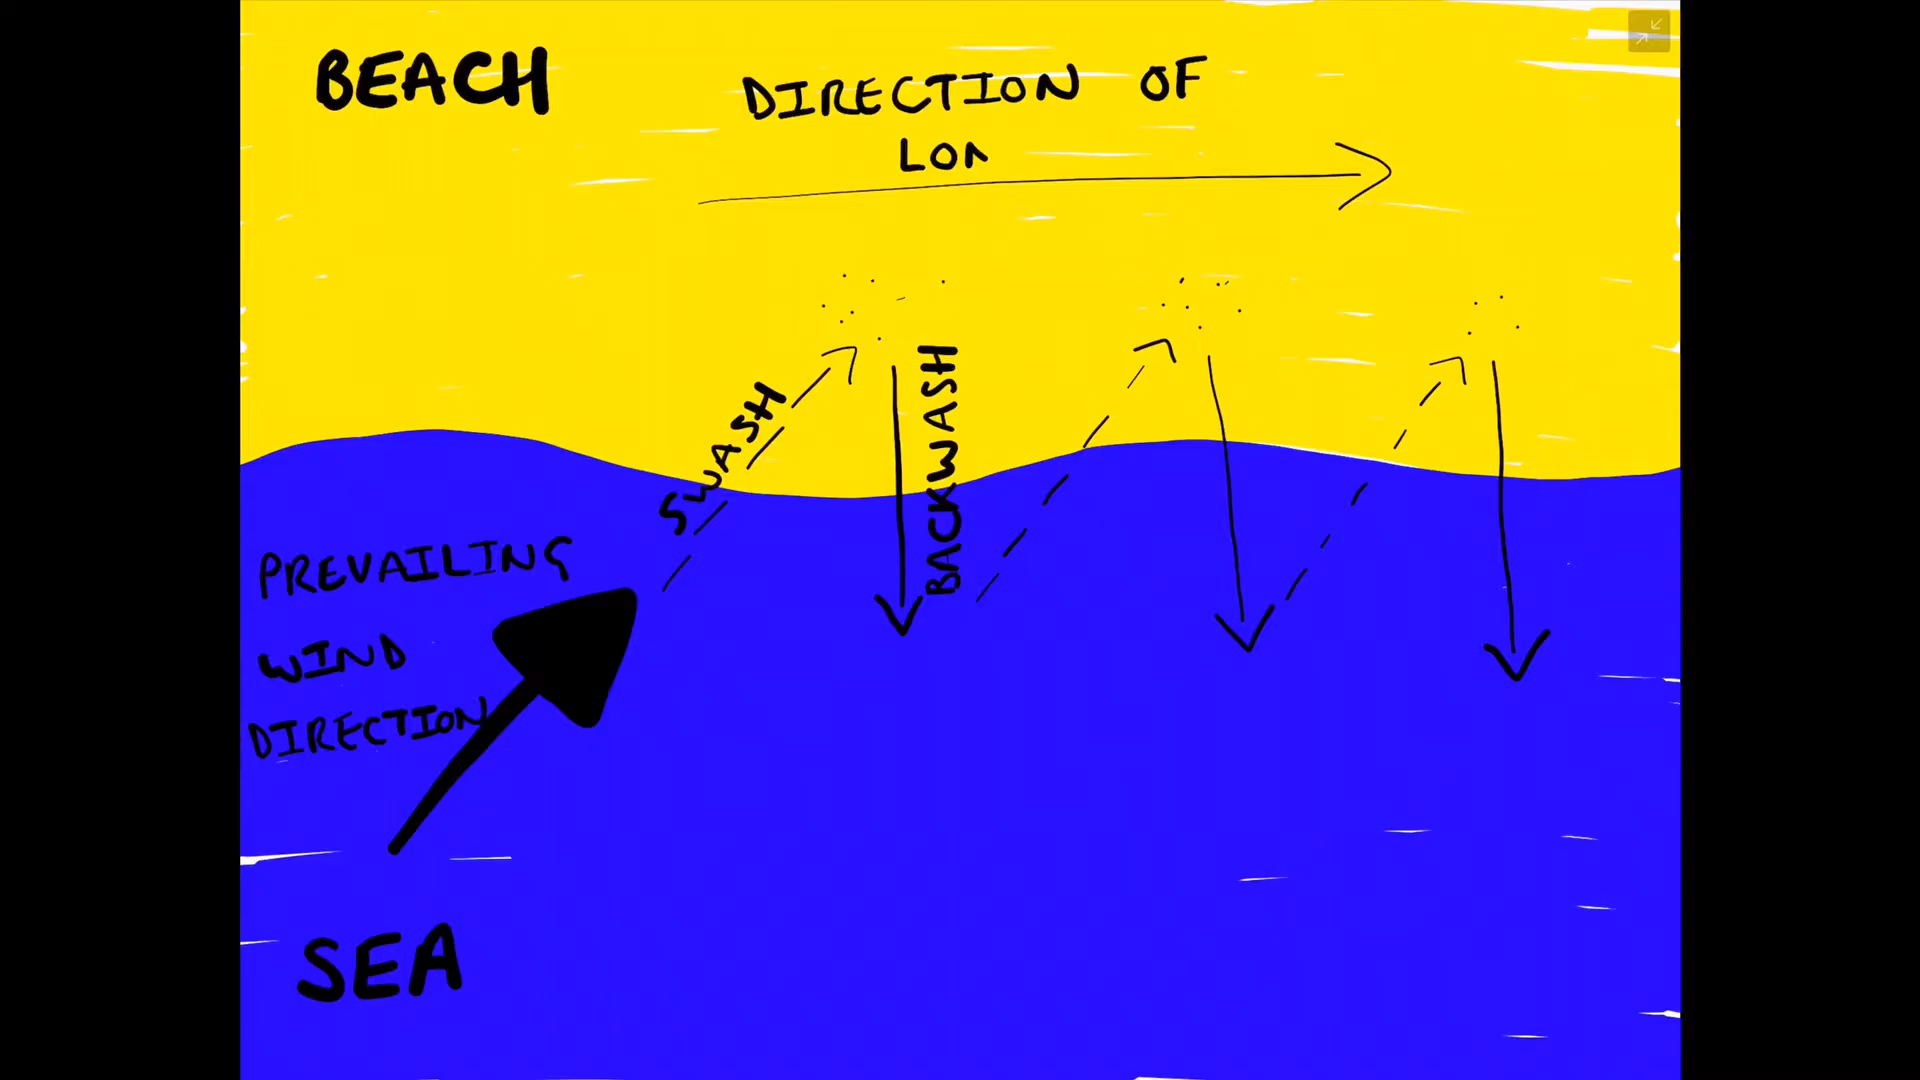 BEACH
DIRECTION OF
LON
SWASH
BACKWASH
PREVAILING
WIND
DIRECTION
SEA